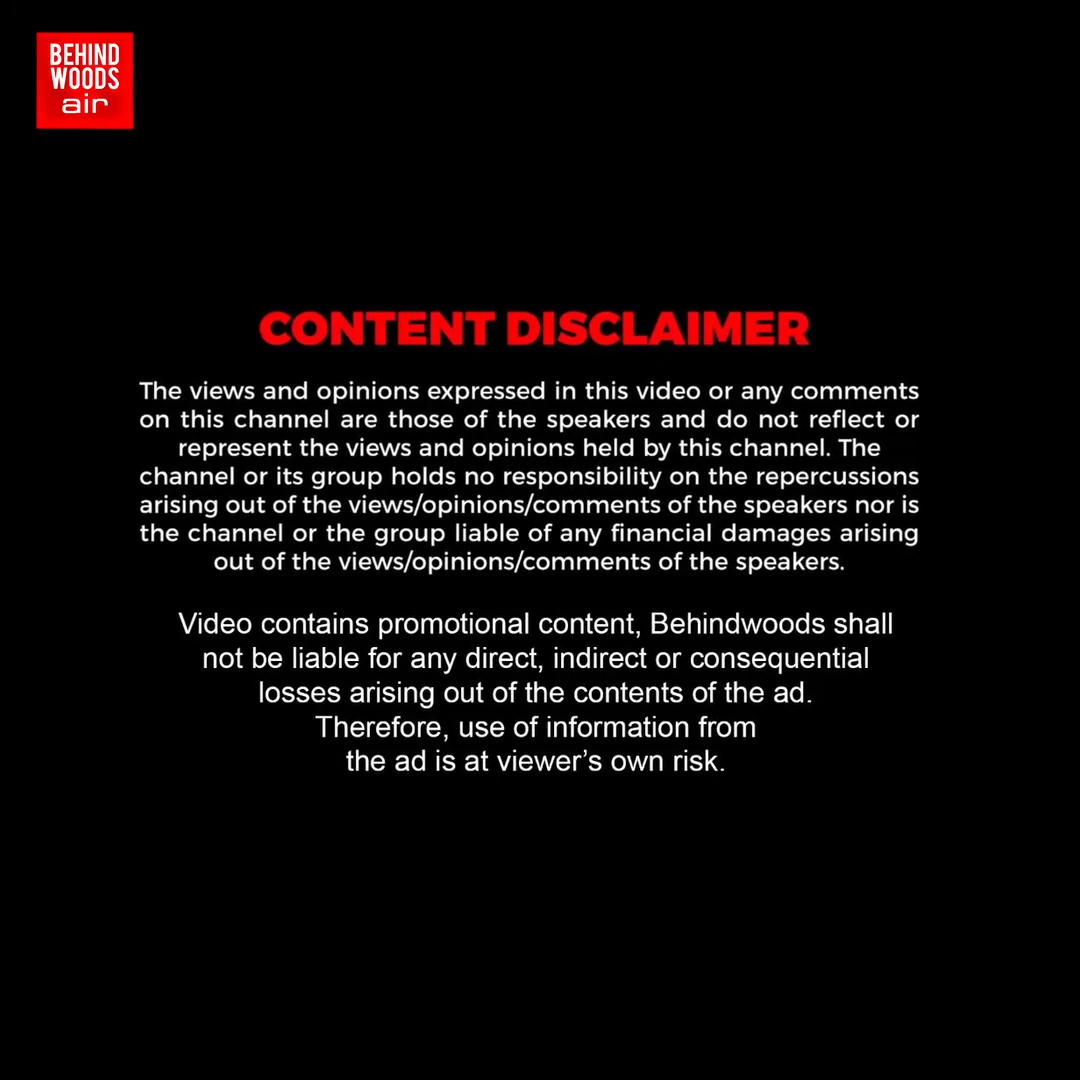 BEHIND
WOODS
air
CONTENT DISCLAIMER
The views and opinions expressed in this video or any comments
on this channel are those of the speakers and do not reflect or
represent the views and opinions held by this channel. The
channel or its group holds no responsibility on the repercussions
arising out of the views/opinions/comments of the speakers nor is
the channel or the group liable of any financial damages arising
out of the views/opinions/comments of the speakers.
Video contains promotional content, Behindwoods shall
not be liable for any direct, indirect or consequential
losses arising out of the contents of the ad.
Therefore, use of information from
the ad is at viewer’s own risk.